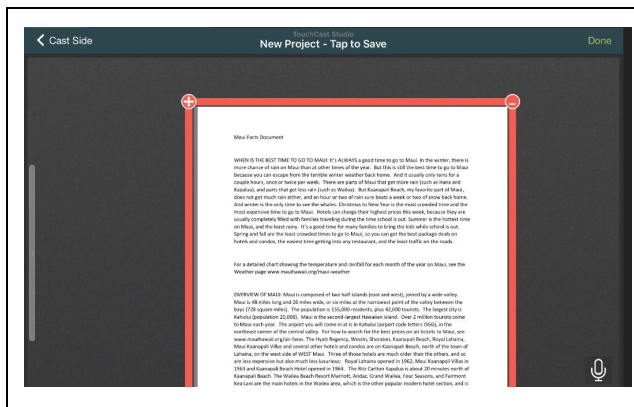 Cast Side
TouchCast Studio
New Project - Tap to Save
Done
Maui Facts Document
WHEN IS THE BEST TIME TO GO TO MAUI: It's ALWAYS a good time to go to Maui. In the winter, there is
more chance of rain on Maui than at other times of the year. But this is still the best time to go to Maui
because you can escape from the terrible winter weather back home. And it usually only rains for a
couple hours, once or twice per week. There are parts of Maui that get more rain (such as Hana and
Kapalua), and parts that get less rain (such as Wailea). But Kaanapali Beach, my favorite part of Maui,
does not get much rain either, and an hour or two of rain sure beats a week or two of snow back home.
And winter is the only time to see the whales. Christmas to New Year is the most crowded time and the
most expensive time to go to Maui. Hotels can charge their highest prices this week, because they are
usually completely filled with families traveling during the time school is out. Summer is the hottest time
on Maui, and the least rainy. It's a good time for many families to bring the kids while school is out.
Spring and fall are the least crowded times to go to Maui, so you can get the best package deals on
hotels and condos, the easiest time getting into any restaurant, and the least traffic on the roads.
For a detailed chart showing the temperature and rainfall for each month of the year on Maui, see the
Weather page www.mauihawaii.org/maui-weather
OVERVIEW OF MAUI: Maui is composed of two half-islands (east and west), joined by a wide valley.
Maui is 48 miles long and 26 miles wide, or six miles at the narrowest point of the valley between the
bays (728 square miles). The population is 155,000 residents, plus 42,000 tourists. The largest city is
Kahului (population 20,000). Maui is the second-largest Hawaiian island. Over 2 million tourists come
to Maui each year. The airport you will come in at is in Kahului (airport code letters OGG), in the
northeast corner of the central valley. For how to search for the best prices on air tickets to Maui, see
www.mauihawaii.org/air-fares. The Hyatt Regency, Westin, Sheraton, Kaanapali Beach, Royal Lahaina,
Maui Kaanapali Villas and several other hotels and condos are on Kaanapali Beach, north of the town of
Lahaina, on the west side of WEST Maui. Three of those hotels are much older than the others, and so
are less expensive but also much less luxurious: Royal Lahaina opened in 1962, Maui Kaanapali Villas in
1963 and Kaanapali Beach Hotel opened in 1964. The Ritz Carlton Kapalua is about 20 minutes north of
Kaanapali Beach. The Wailea Beach Resort Marriott, Andaz, Grand Wailea, Four Seasons, and Fairmont
Kea Lani are the main hotels in the Wailea area, which is the other popular modern hotel section, and is